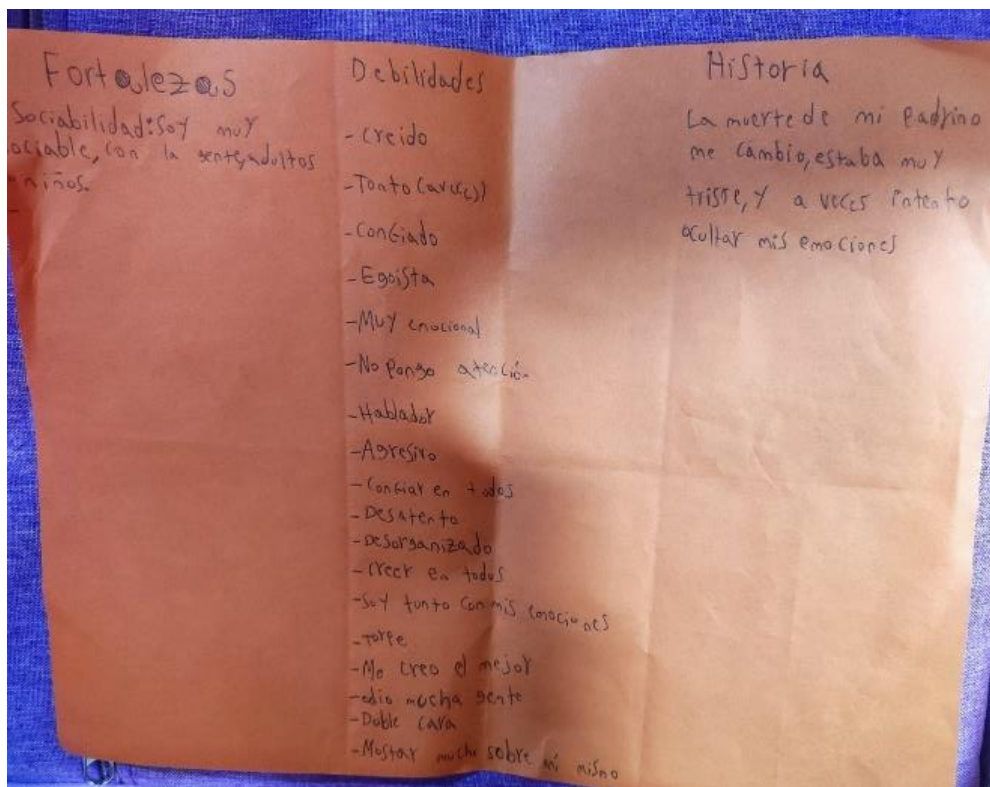 Fortalezas
Sociabilidad: Soy muy
ociable, con la gente, adultos
niños.
-
Debilidades
- creido
- Tonto (a veces)
- Confiado
- Egoista
- Muy emocional
- No pongo atención
- Hablador
- Agresivo
- Confiar en todos
- Desatento
- Desorganizado
- Creer en todos
- Soy tonto con mis emociones
- Torpe
- Me creo el mejor
- odio mucha gente
- Doble cara
- Mostar mucho sobre mi mismo
Historia
La muerte de mi Padrino
me cambio, estaba muy
triste, y a veces intento
ocultar mis emociones